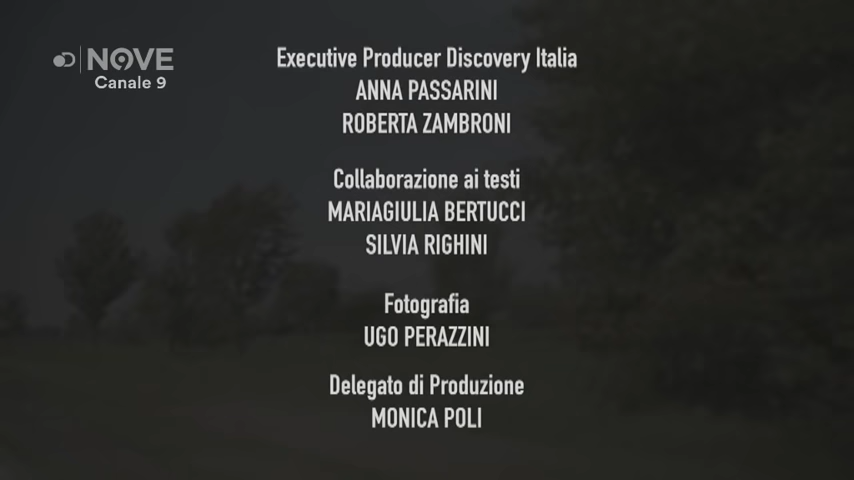 NOVE
Canale 9
Executive Producer Discovery Italia
ANNA PASSARINI
ROBERTA ZAMBRONI
Collaborazione ai testi
MARIAGIULIA BERTUCCI
SILVIA RIGHINI
Fotografia
UGO PERAZZINI
Delegato di Produzione
MONICA POLI